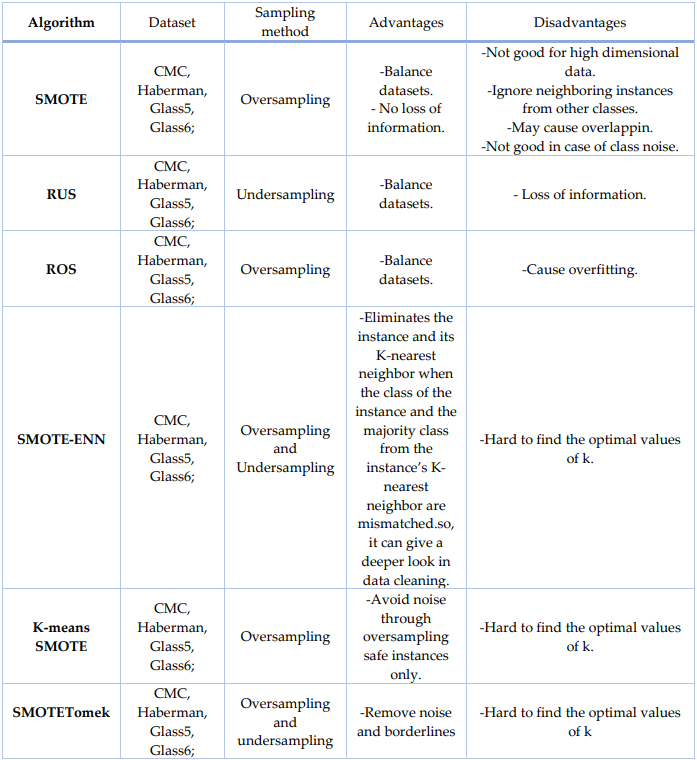 Algorithm
Dataset
Sampling
method
Advantages
Disadvantages
SMOTE
CMC,
Haberman,
Glass5,
Glass6;
Oversampling
-Balance
datasets.
- No loss of
information.
-Not good for high dimensional
data.
-Ignore neighboring instances
from other classes.
-May cause overlappin.
-Not good in case of class noise.
RUS
CMC,
Haberman,
Glass5,
Glass6;
Undersampling
-Balance
datasets.
- Loss of information.
ROS
CMC,
Haberman,
Glass5,
Glass6;
Oversampling
-Balance
datasets.
-Cause overfitting.
SMOTE-ENN
CMC,
Haberman,
Glass5,
Glass6;
Oversampling
and
Undersampling
-Eliminates the
instance and its
K-nearest
neighbor when
the class of the
instance and the
majority class
from the
instance’s K-
nearest
neighbor are
mismatched.so,
it can give a
deeper look in
data cleaning.
-Hard to find the optimal values
of k.
K-means
SMOTE
CMC,
Haberman,
Glass5,
Glass6;
Oversampling
-Avoid noise
through
oversampling
safe instances
only.
-Hard to find the optimal values
of k.
SMOTETomek
CMC,
Haberman,
Glass5,
Glass6;
Oversampling
and
undersampling
-Remove noise
and borderlines
-Hard to find the optimal values
of k